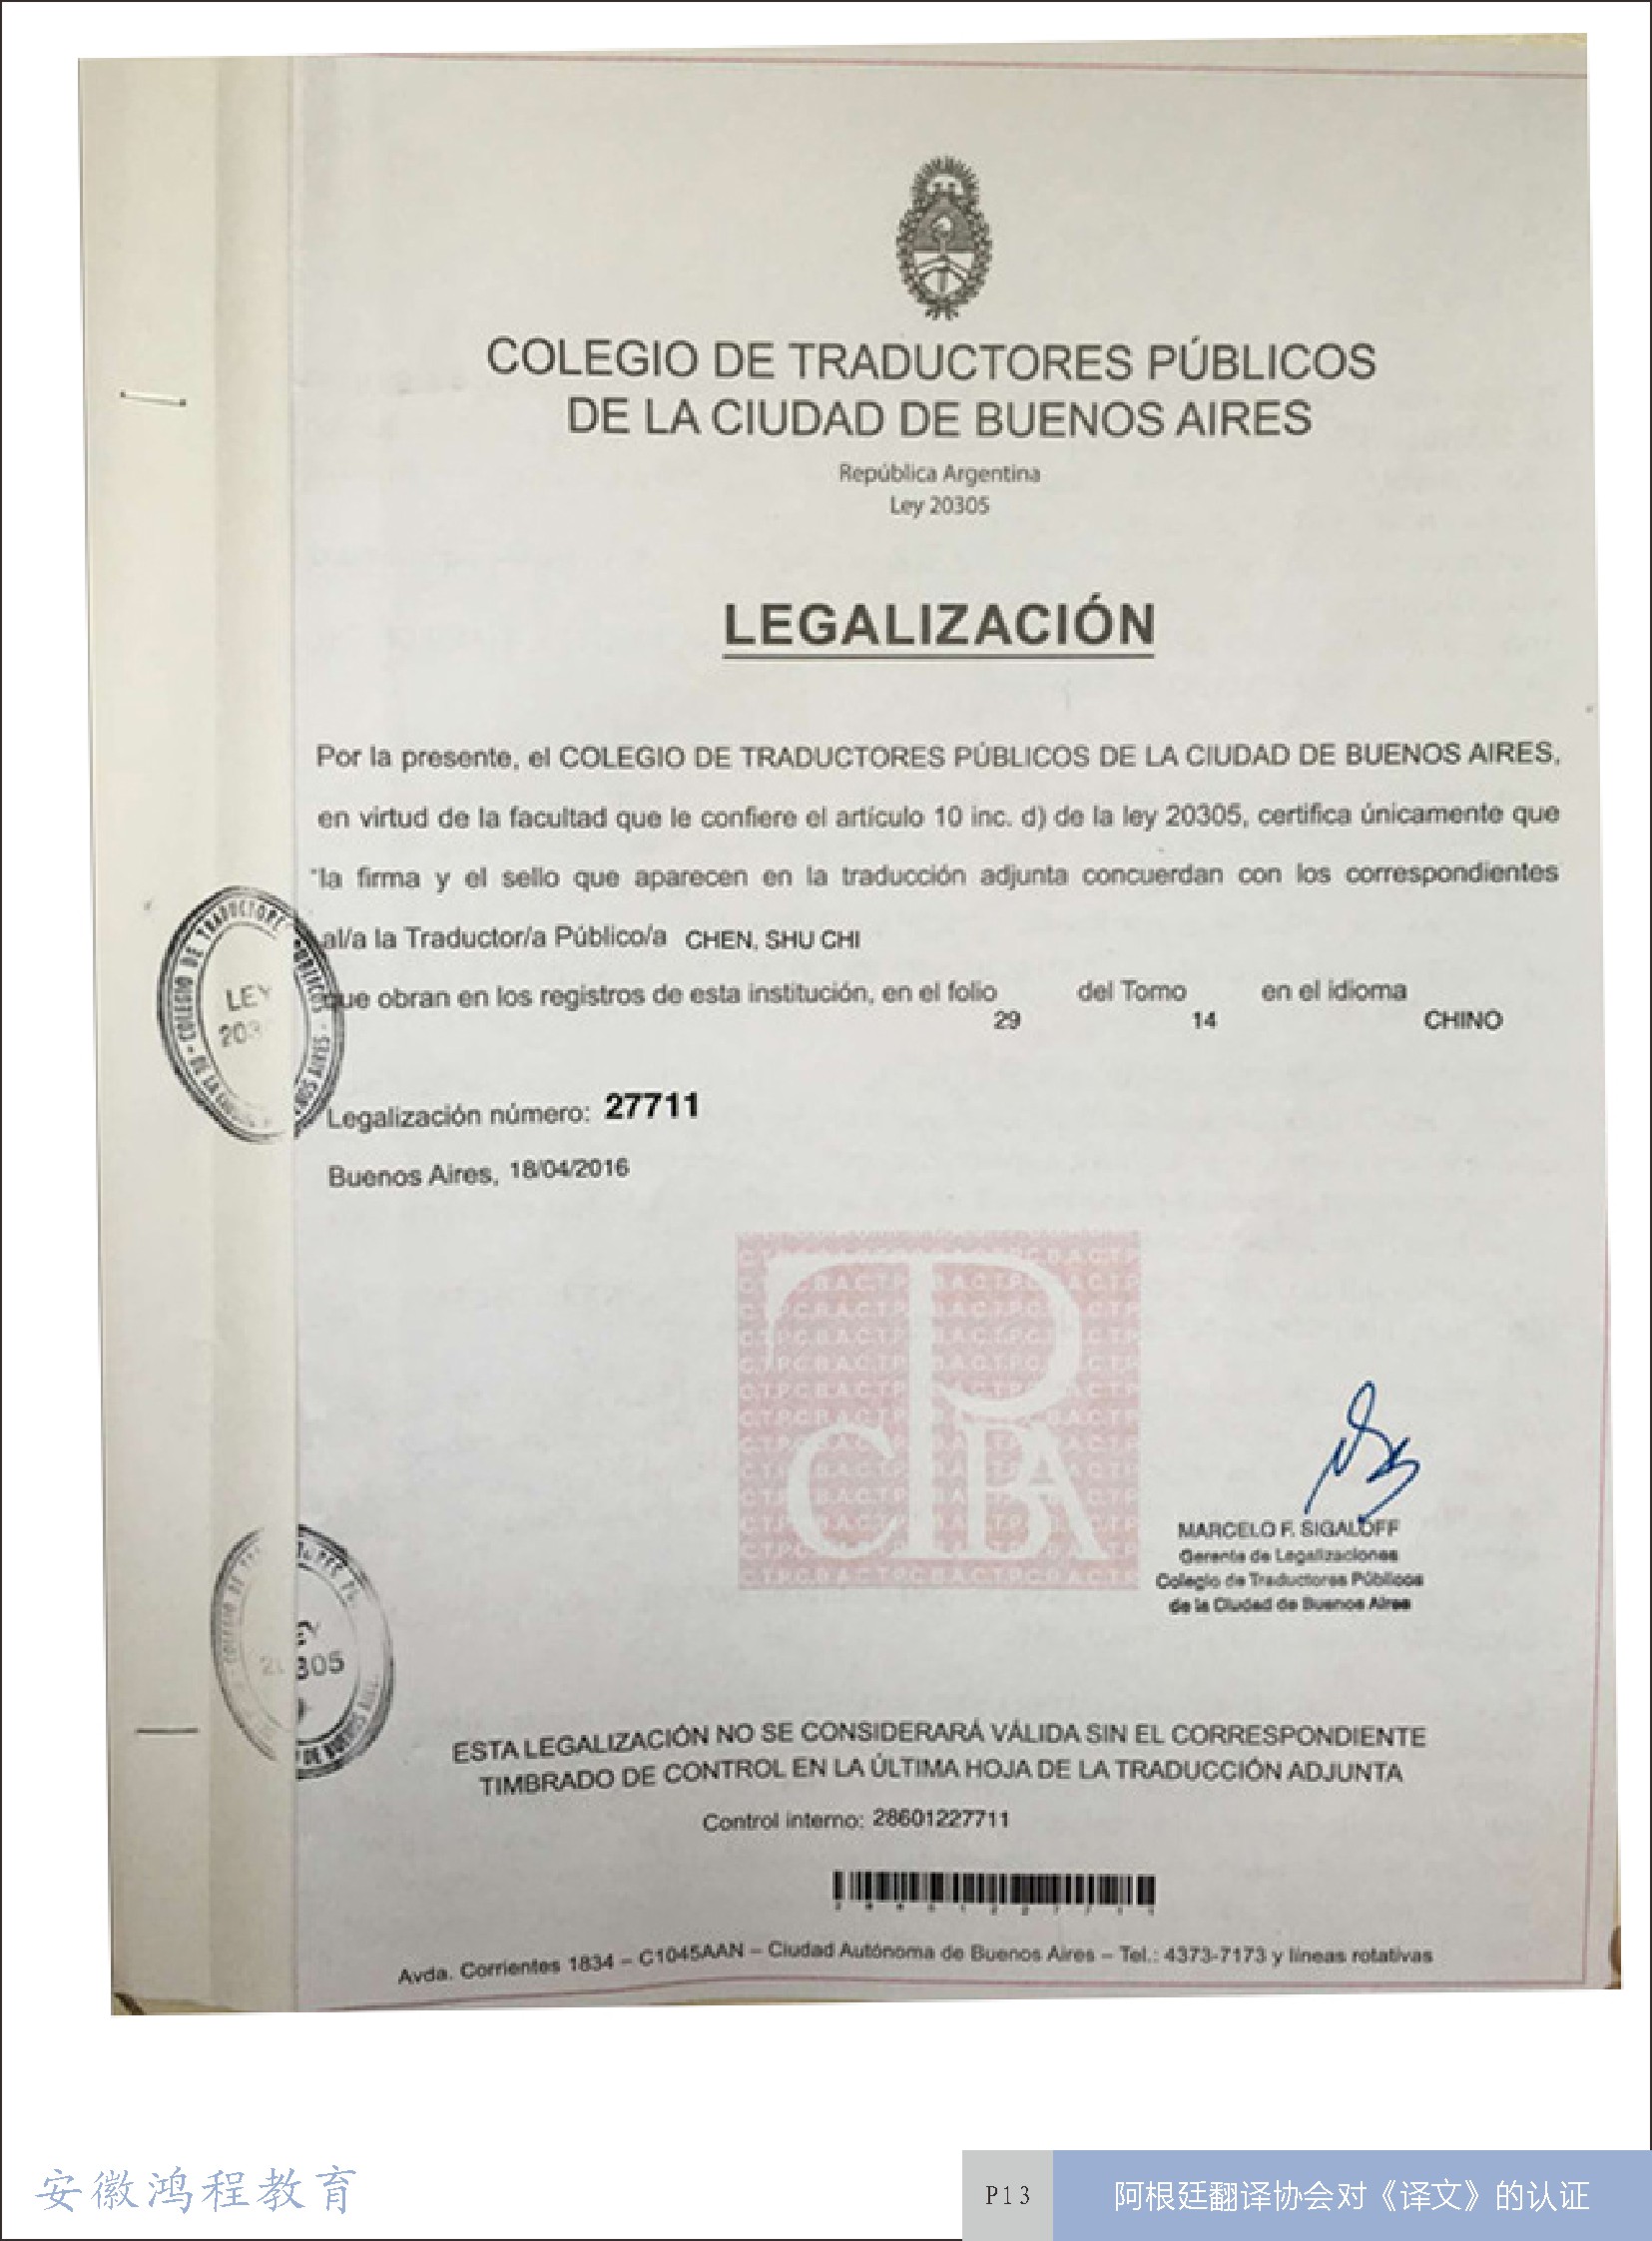 COLEGIO DE TRADUCTORES PÚBLICOS
DE LA CIUDAD DE BUENOS AIRES
República Argentina
Ley 20305
LEGALIZACIÓN
Por la presente, el COLEGIO DE TRADUCTORES PÚBLICOS DE LA CIUDAD DE BUENOS AIRES,
en virtud de la facultad que le confiere el artículo 10 inc. d) de la ley 20305, certifica únicamente que
la firma y el sello que aparecen en la traducción adjunta concuerdan con los correspondientes
al/a la Traductor/a Público/a CHEN, SHU CHI
que obran en los registros de esta institución, en el folio 29 del Tomo 14 en el idioma CHINO
Legalización número: 27711
Buenos Aires, 18/04/2016
CTPCBA
MARCELO F. SIGALOFF
Gerente de Legalizaciones
Colegio de Traductores Públicos
de la Ciudad de Buenos Aires
LEY
20305
ESTA LEGALIZACIÓN NO SE CONSIDERARÁ VÁLIDA SIN EL CORRESPONDIENTE
TIMBRADO DE CONTROL EN LA ÚLTIMA HOJA DE LA TRADUCCIÓN ADJUNTA
Control interno: 28601227711
Avda. Corrientes 1834 – C1045AAN – Ciudad Autónoma de Buenos Aires – Tel.: 4373-7173 y líneas rotativas
安徽鸿程教育
P13
阿根廷翻译协会对《译文》的认证